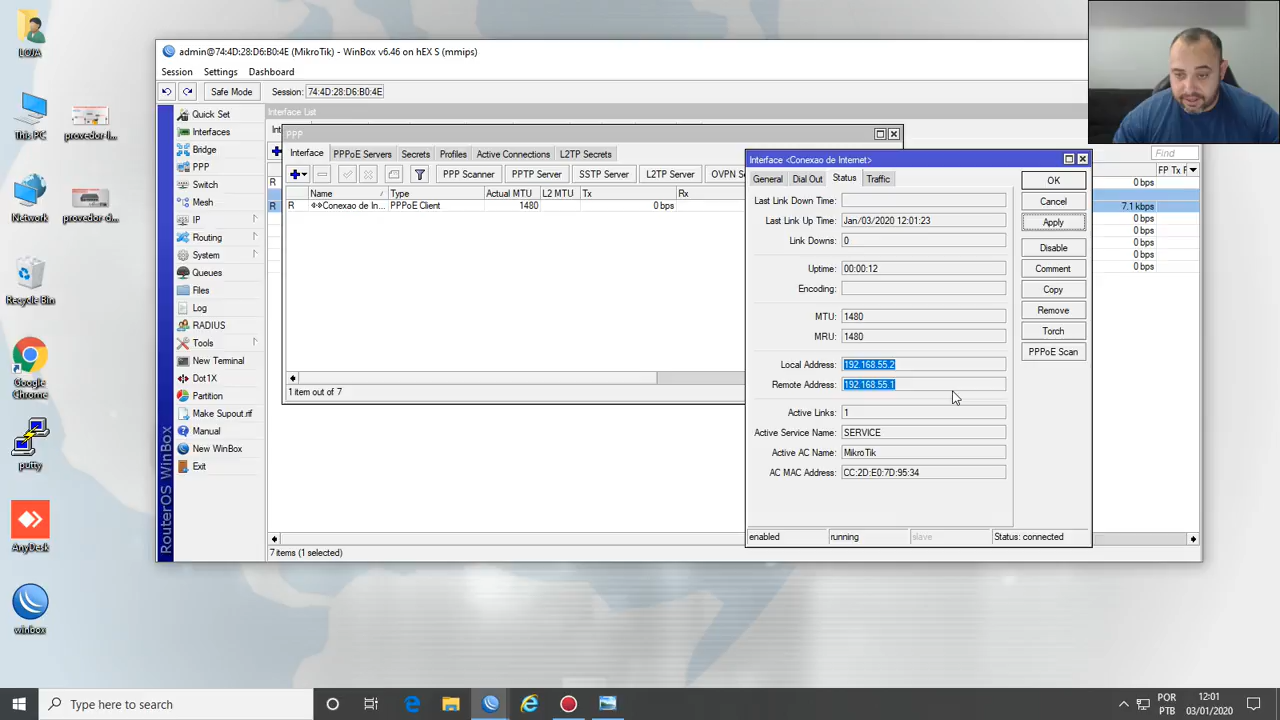 LOJA
This PC
provedor l...
Network
provedor d...
Recycle Bin
Google
Chrome
putty
AnyDesk
winbox
admin@74:4D:28:D6:B0:4E (MikroTik) - WinBox v6.46 on hEX S (mmips)
Session Settings Dashboard
Safe Mode Session: 74:4D:28:D6:B0:4E
Quick Set
Interfaces
Bridge
PPP
Switch
Mesh
IP
Routing
System
Queues
Files
Log
RADIUS
Tools
New Terminal
Dot1X
Partition
Make Supout.rif
Manual
New WinBox
Exit
RouterOS WinBox
Interface List
Find
FP Tx
R 0 bps
R 7.1 kbps
0 bps
0 bps
0 bps
0 bps
0 bps
7 items (1 selected)
PPP
Interface PPPoE Servers Secrets Profiles Active Connections L2TP Secrets
PPP Scanner PPTP Server SSTP Server L2TP Server OVPN S
Name Type Actual MTU L2 MTU Tx Rx
R Conexao de In... PPPoE Client 1480 0 bps
1 item out of 7
Interface <Conexao de Internet>
General Dial Out Status Traffic
Last Link Down Time:
Last Link Up Time: Jan/03/2020 12:01:23
Link Downs: 0
Uptime: 00:00:12
Encoding:
MTU: 1480
MRU: 1480
Local Address: 192.168.55.2
Remote Address: 192.168.55.1
Active Links: 1
Active Service Name: SERVICE
Active AC Name: MikroTik
AC MAC Address: CC:2D:E0:7D:95:34
OK
Cancel
Apply
Disable
Comment
Copy
Remove
Torch
PPPoE Scan
enabled running slave Status: connected
Type here to search
POR
PTB
12:01
03/01/2020